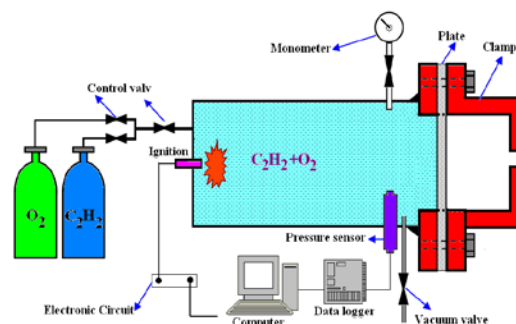 Plate
Monometer
Clamp
Control valv
Ignition
C2H2+O2
O2
C2H2
Pressure sensor
Electronic Circuit
Data logger
Computer
Vacuum valve